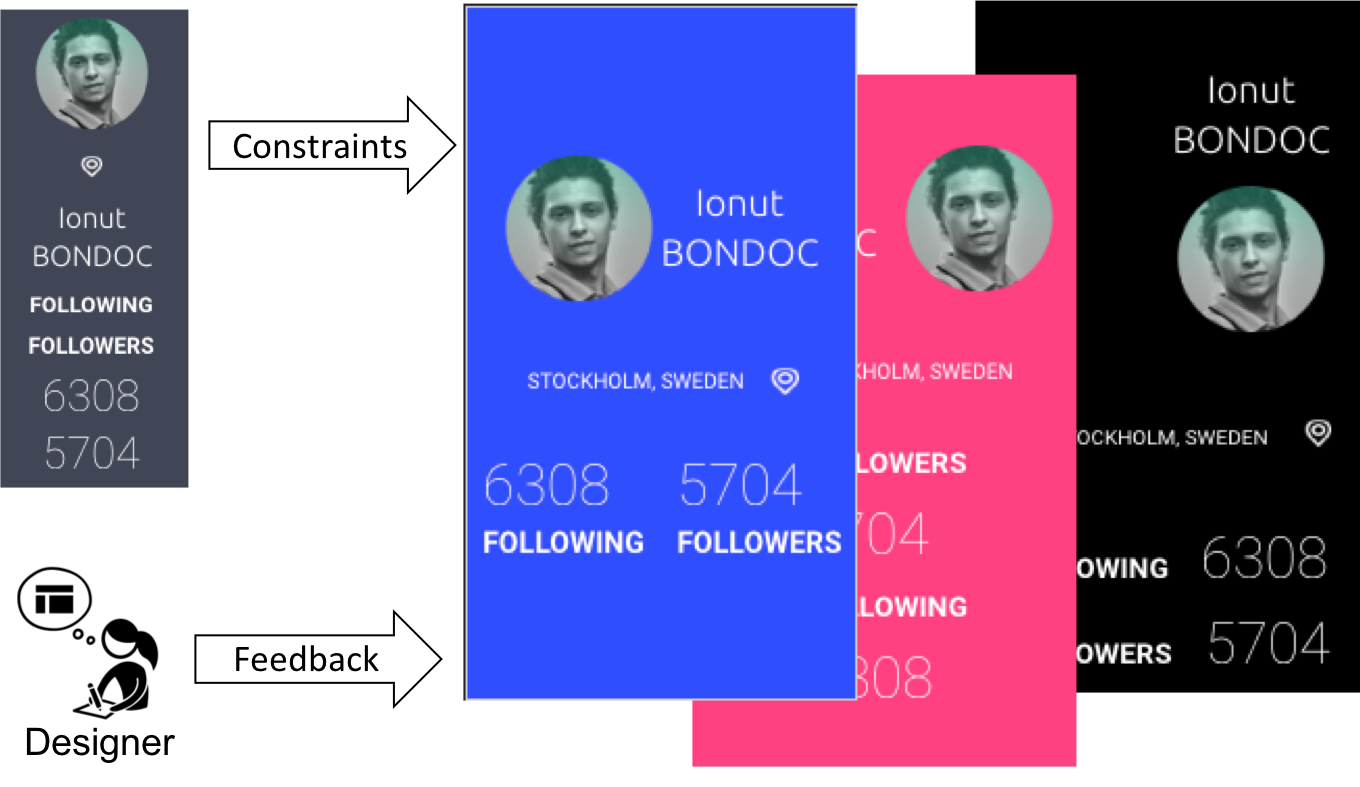 Ionut
BONDOC
FOLLOWING
FOLLOWERS
6308
5704
Constraints
Feedback
Designer
Ionut
BONDOC
STOCKHOLM, SWEDEN
6308 5704
FOLLOWING FOLLOWERS
C
KHOLM, SWEDEN
LOWERS
704
LOWING
308
Ionut
BONDOC
OCKHOLM, SWEDEN
OWING 6308
OWERS 5704